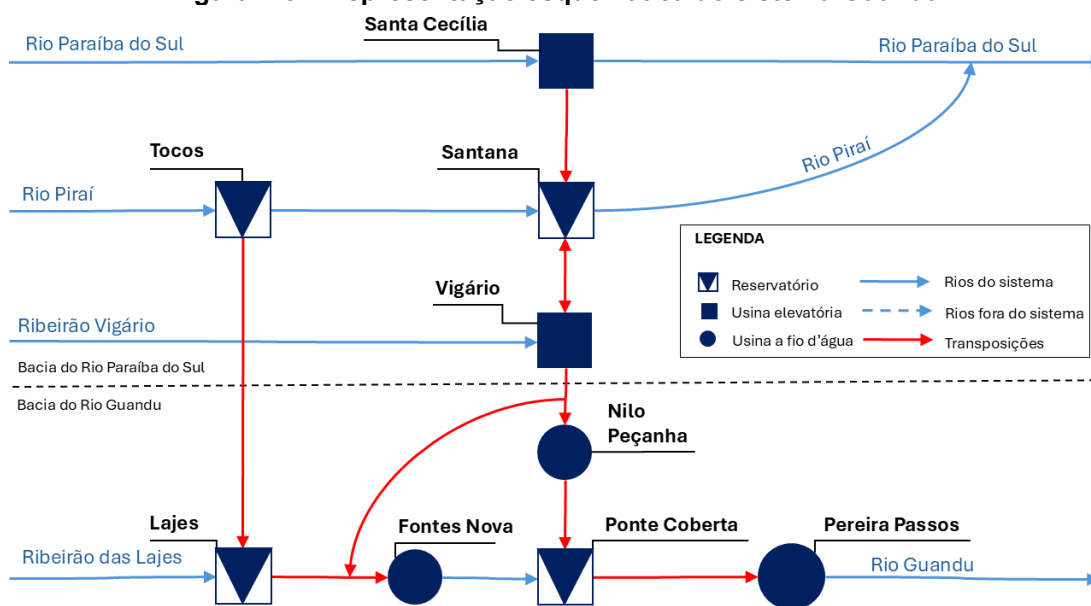 Santa Cecília
Rio Paraíba do Sul
Rio Paraíba do Sul
Tocos
Santana
Rio Piraí
Rio Piraí
LEGENDA
Reservatório
Rios do sistema
Usina elevatória
Rios fora do sistema
Usina a fio d'água
Transposições
Vigário
Ribeirão Vigário
Bacia do Rio Paraíba do Sul
Bacia do Rio Guandu
Nilo
Peçanha
Lajes
Fontes Nova
Ponte Coberta
Pereira Passos
Ribeirão das Lajes
Rio Guandu